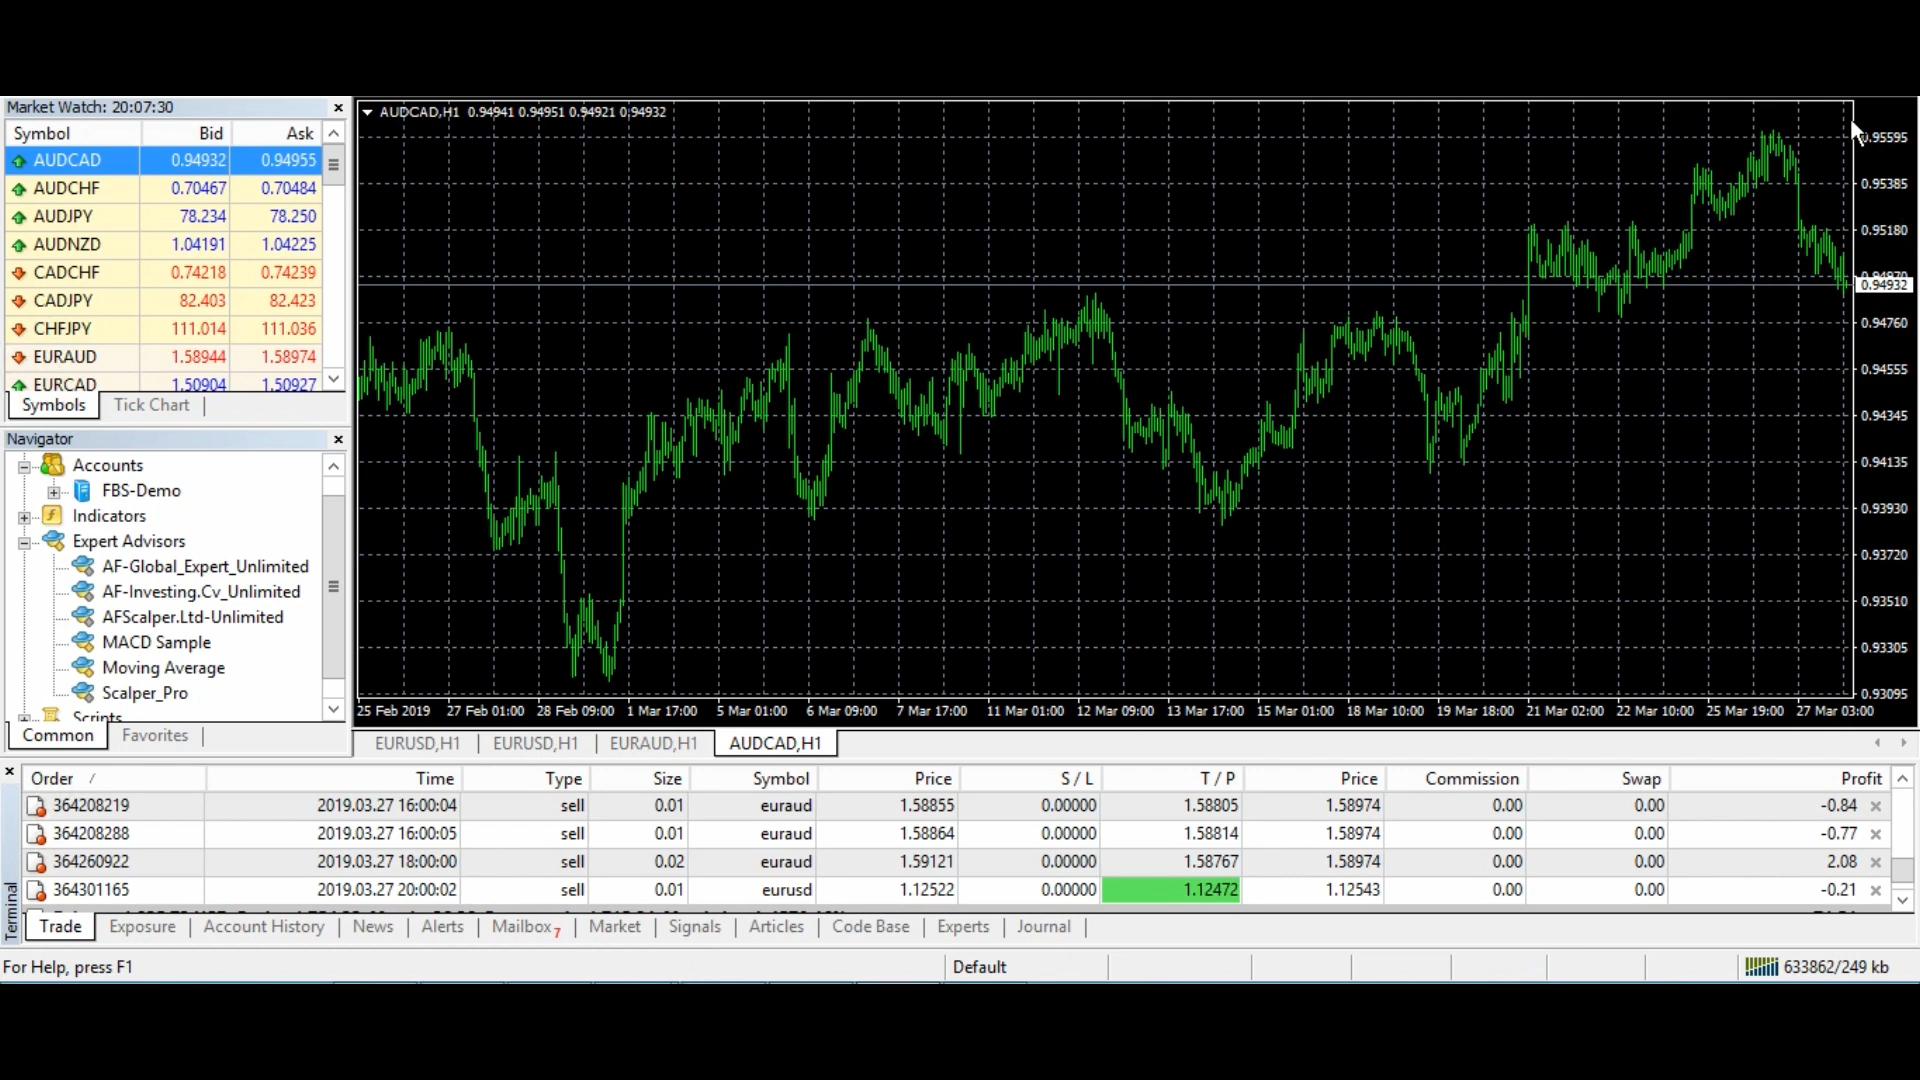 Market Watch: 20:07:30
Symbol Bid Ask
AUDCAD 0.94932 0.94955
AUDCHF 0.70467 0.70484
AUDJPY 78.234 78.250
AUDNZD 1.04191 1.04225
CADCHF 0.74218 0.74239
CADJPY 82.403 82.423
CHFJPY 111.014 111.036
EURAUD 1.58944 1.58974
EURCAD 1.50904 1.50927
Symbols Tick Chart
Navigator
Accounts
FBS-Demo
Indicators
Expert Advisors
AF-Global_Expert_Unlimited
AF-Investing.Cv_Unlimited
AFScalper.Ltd-Unlimited
MACD Sample
Moving Average
Scalper_Pro
Scripts
Common Favorites
AUDCAD,H1 0.94941 0.94951 0.94921 0.94932
0.95595
0.95385
0.95180
0.94970
0.94932
0.94760
0.94555
0.94345
0.94135
0.93930
0.93720
0.93510
0.93305
0.93095
25 Feb 2019 27 Feb 01:00 28 Feb 09:00 1 Mar 17:00 5 Mar 01:00 6 Mar 09:00 7 Mar 17:00 11 Mar 01:00 12 Mar 09:00 13 Mar 17:00 15 Mar 01:00 18 Mar 10:00 19 Mar 18:00 21 Mar 02:00 22 Mar 10:00 25 Mar 19:00 27 Mar 03:00
EURUSD,H1 EURUSD,H1 EURAUD,H1 AUDCAD,H1
Order / Time Type Size Symbol Price S / L T / P Price Commission Swap Profit
364208219 2019.03.27 16:00:04 sell 0.01 euraud 1.58855 0.00000 1.58805 1.58974 0.00 0.00 -0.84
364208288 2019.03.27 16:00:05 sell 0.01 euraud 1.58864 0.00000 1.58814 1.58974 0.00 0.00 -0.77
364260922 2019.03.27 18:00:00 sell 0.02 euraud 1.59121 0.00000 1.58767 1.58974 0.00 0.00 2.08
364301165 2019.03.27 20:00:02 sell 0.01 eurusd 1.12522 0.00000 1.12472 1.12543 0.00 0.00 -0.21
Terminal
Trade Exposure Account History News Alerts Mailbox 7 Market Signals Articles Code Base Experts Journal
For Help, press F1 Default 633862/249 kb